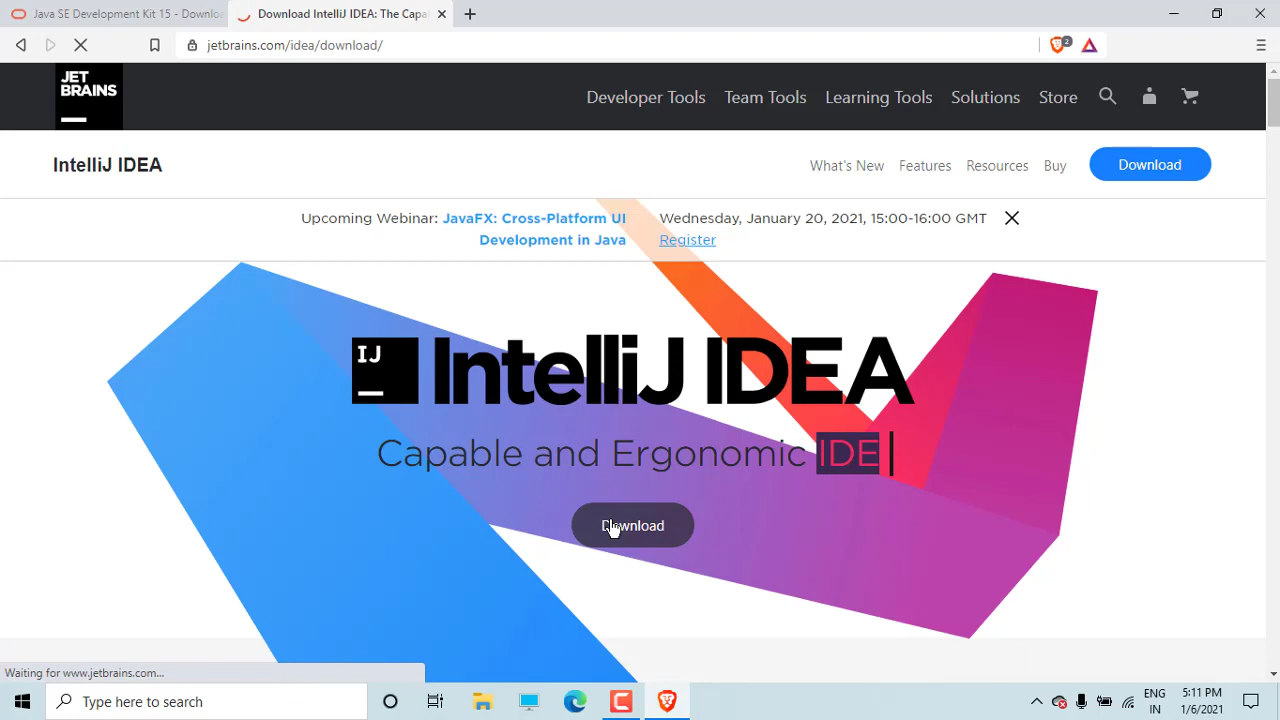 Java SE Development Kit 15 - Downlo
Download IntelliJ IDEA: The Capa
jetbrains.com/idea/download/
2
JET
BRAINS
Developer Tools
Team Tools
Learning Tools
Solutions
Store
IntelliJ IDEA
What's New
Features
Resources
Buy
Download
Upcoming Webinar: JavaFX: Cross-Platform UI
Development in Java
Wednesday, January 20, 2021, 15:00-16:00 GMT
Register
IJ
IntelliJ IDEA
Capable and Ergonomic IDE
Download
Waiting for www.jetbrains.com...
Type here to search
ENG
IN
5:11 PM
1/6/2021